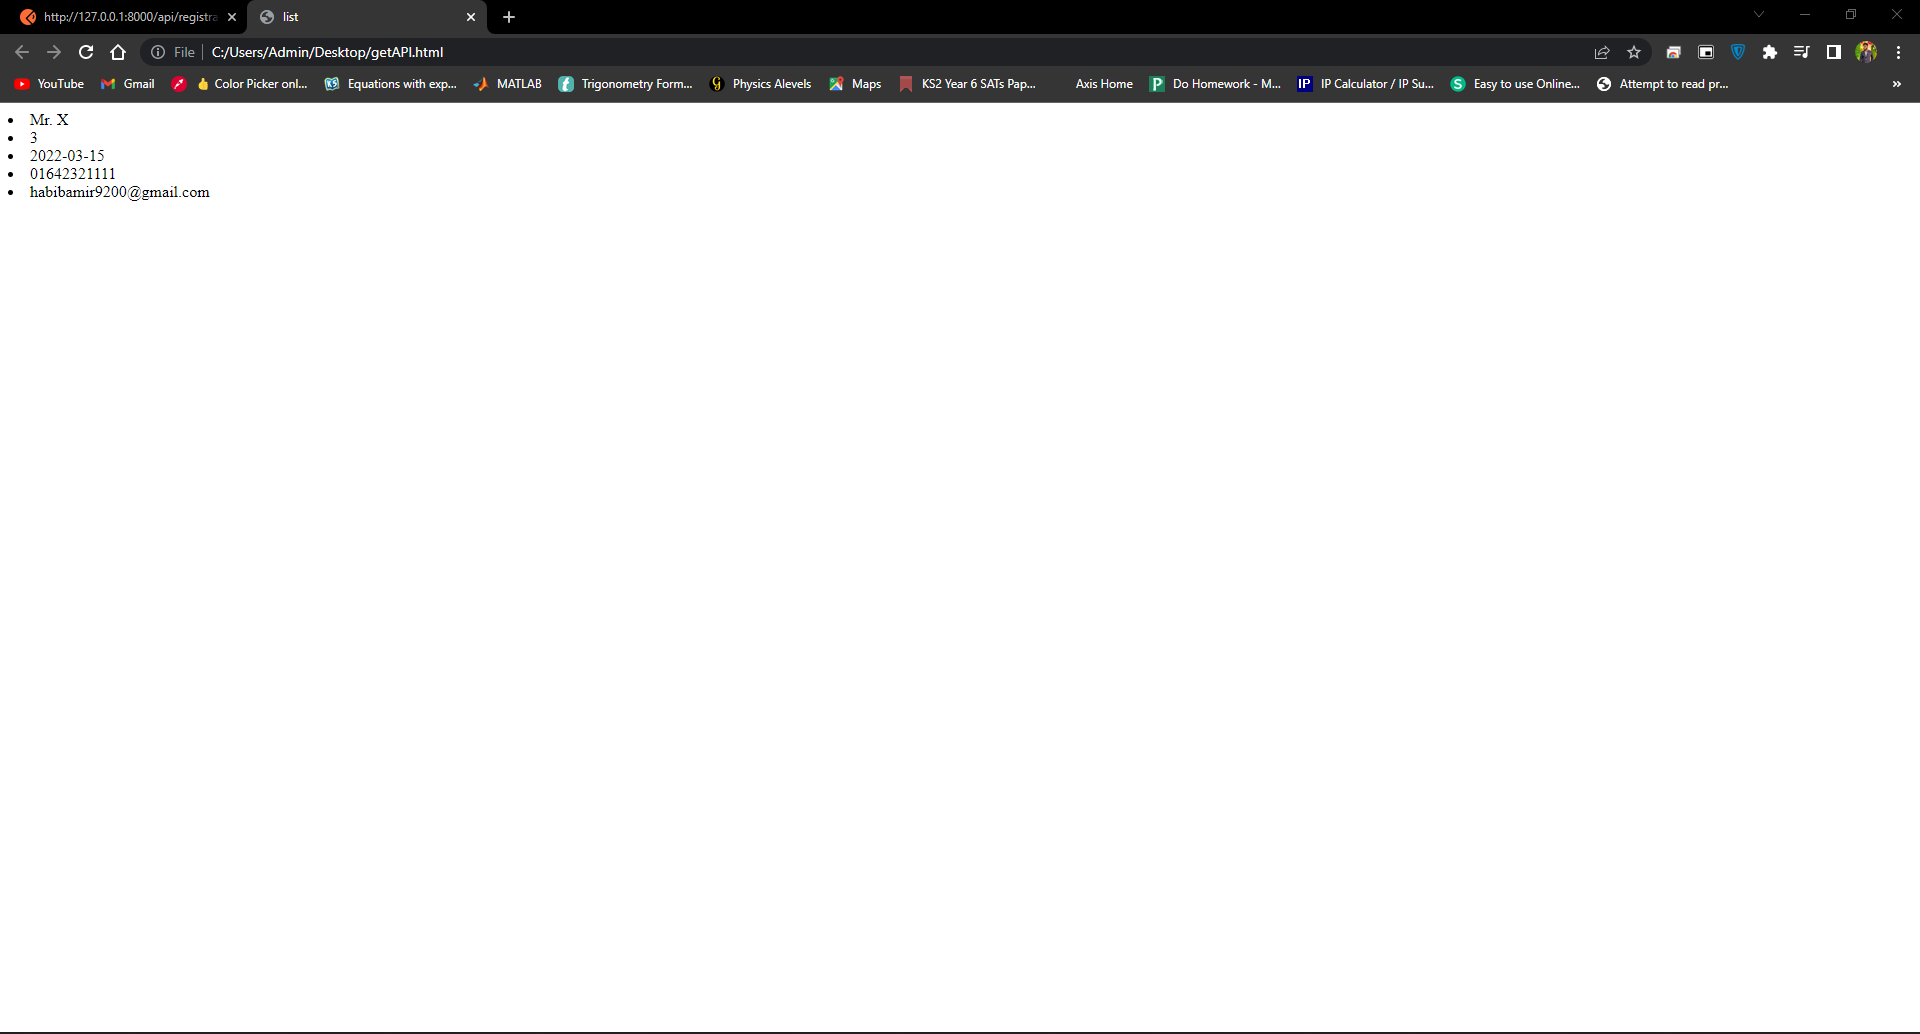 http://127.0.0.1:8000/api/registra
list
File
C:/Users/Admin/Desktop/getAPI.html
YouTube
Gmail
Color Picker onl...
Equations with exp...
MATLAB
Trigonometry Form...
Physics Alevels
Maps
KS2 Year 6 SATs Pap...
Axis Home
Do Homework - M...
IP Calculator / IP Su...
Easy to use Online...
Attempt to read pr...
»
• Mr. X
• 3
• 2022-03-15
• 01642321111
• habibamir9200@gmail.com